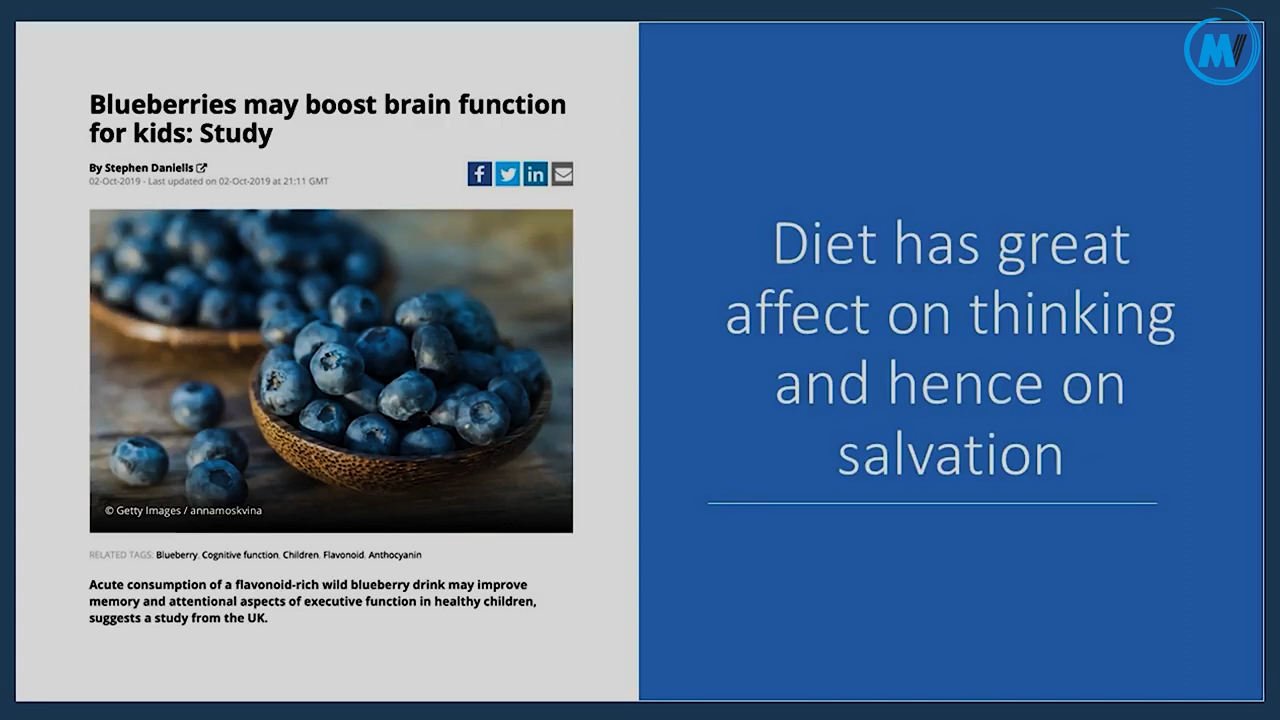 Blueberries may boost brain function
for kids: Study
By Stephen Daniells
02-Oct-2019 - Last updated on 02-Oct-2019 at 21:11 GMT
© Getty Images / annamoskvina
RELATED TAGS: Blueberry, Cognitive function, Children, Flavonoid, Anthocyanin
Acute consumption of a flavonoid-rich wild blueberry drink may improve
memory and attentional aspects of executive function in healthy children,
suggests a study from the UK.
Diet has great
affect on thinking
and hence on
salvation